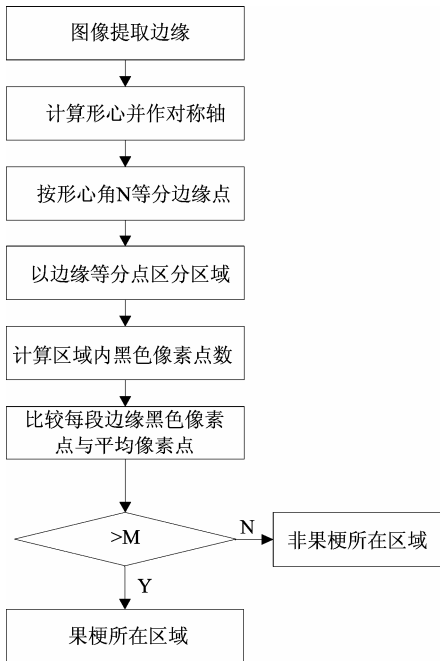 图像提取边缘
计算形心并作对称轴
按形心角N等分边缘点
以边缘等分点区分区域
计算区域内黑色像素点数
比较每段边缘黑色像素
点与平均像素点
>M
N
非果梗所在区域
Y
果梗所在区域